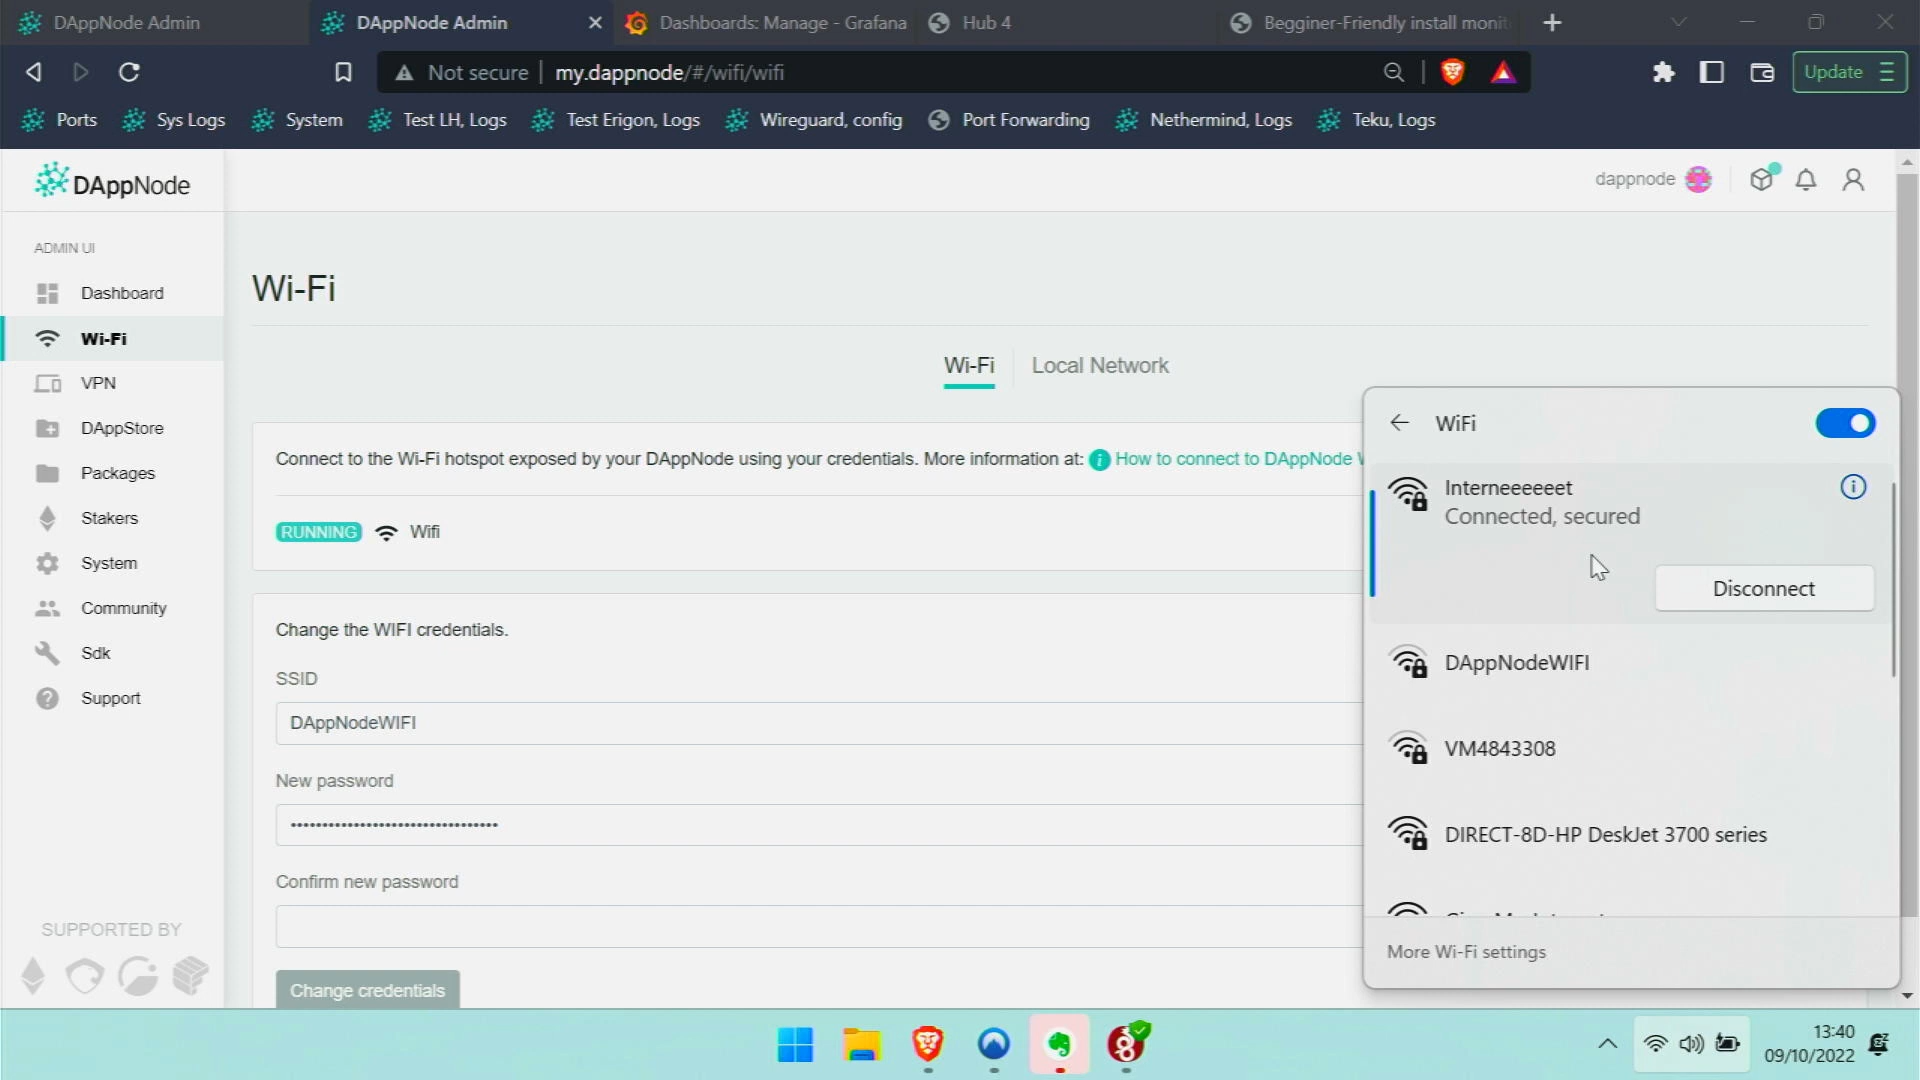 DAppNode Admin
DAppNode Admin
Dashboards: Manage - Grafana
Hub 4
Begginer-Friendly install monit
Not secure
my.dappnode/#/wifi/wifi
Update
Ports
Sys Logs
System
Test LH, Logs
Test Erigon, Logs
Wireguard, config
Port Forwarding
Nethermind, Logs
Teku, Logs
DAppNode
dappnode
ADMIN UI
Dashboard
Wi-Fi
VPN
DAppStore
Packages
Stakers
System
Community
Sdk
Support
SUPPORTED BY
Wi-Fi
Wi-Fi
Local Network
Connect to the Wi-Fi hotspot exposed by your DAppNode using your credentials. More information at: How to connect to DAppNode
RUNNING
Wifi
Change the WIFI credentials.
SSID
DAppNodeWIFI
New password
Confirm new password
Change credentials
WiFi
Interneeeeeet
Connected, secured
Disconnect
DAppNodeWIFI
VM4843308
DIRECT-8D-HP DeskJet 3700 series
More Wi-Fi settings
13:40
09/10/2022